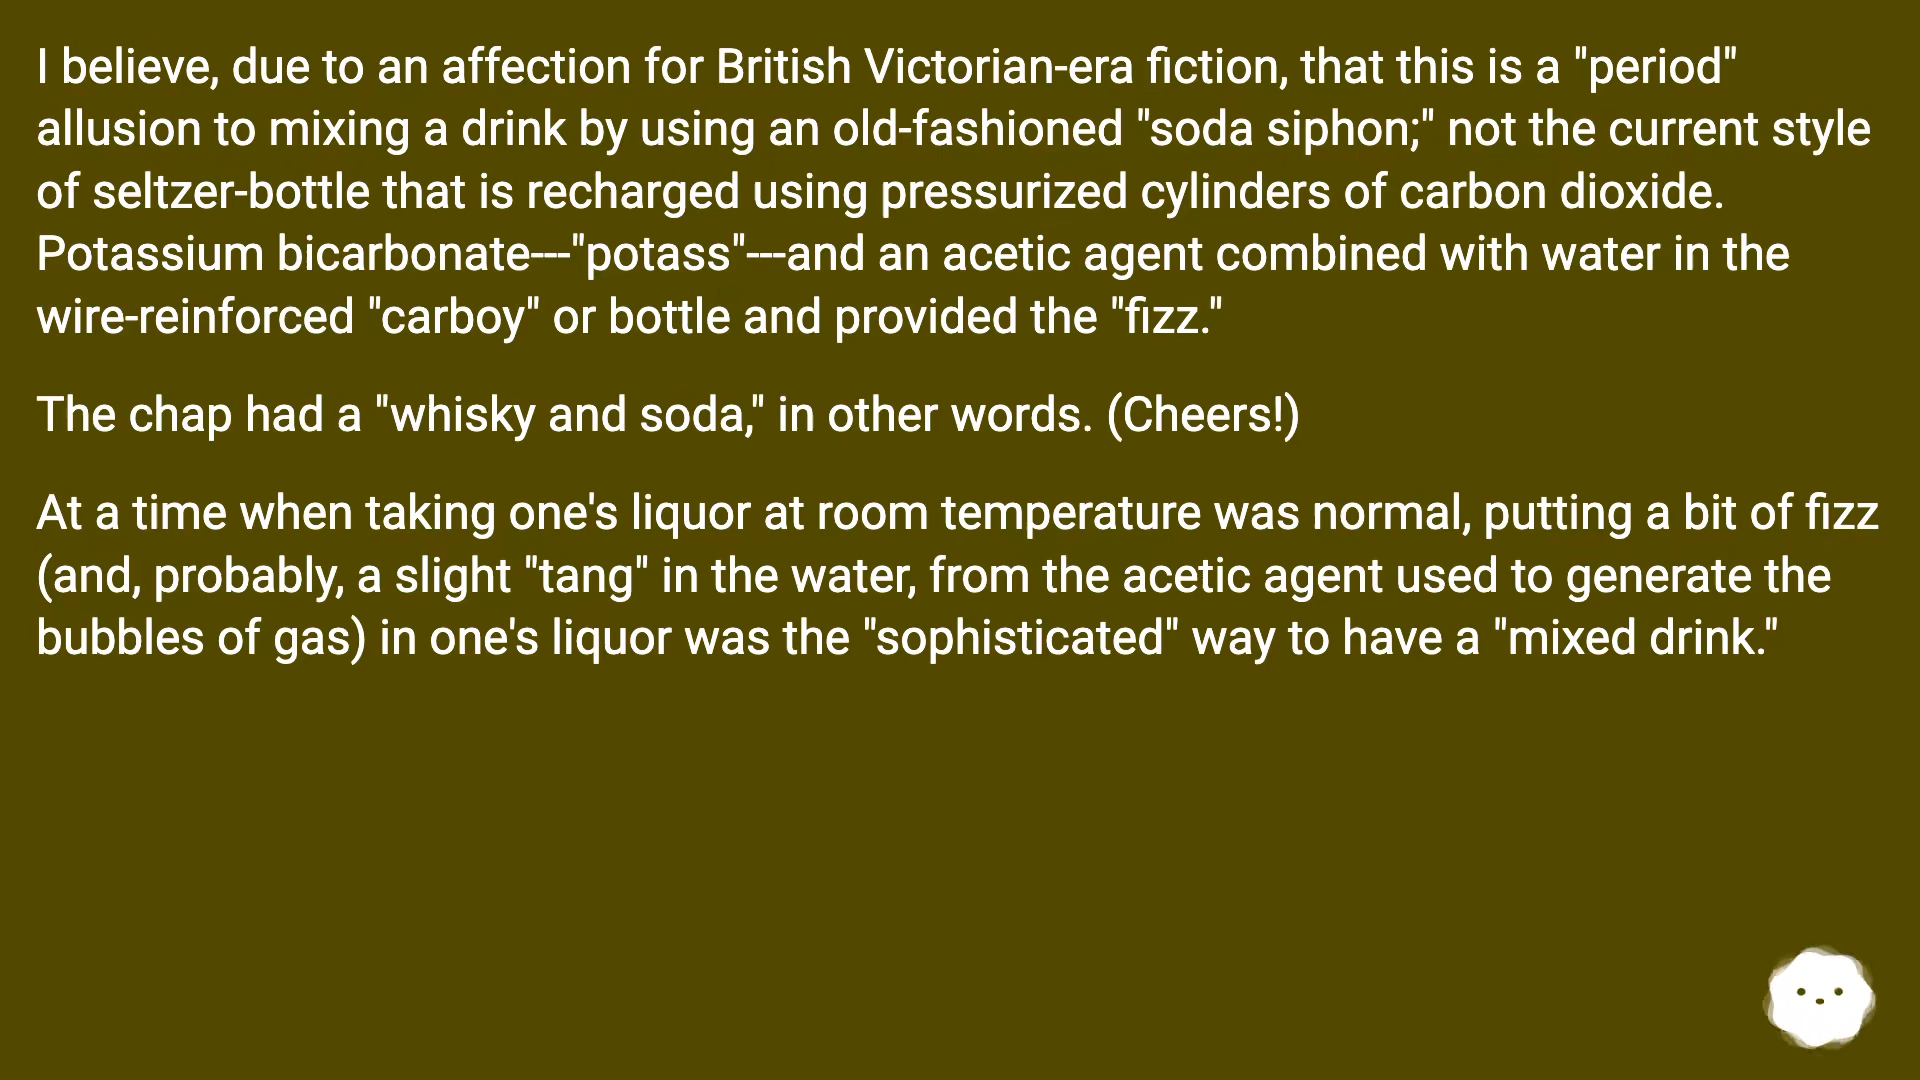 I believe, due to an affection for British Victorian-era fiction, that this is a "period"
allusion to mixing a drink by using an old-fashioned "soda siphon;" not the current style
of seltzer-bottle that is recharged using pressurized cylinders of carbon dioxide.
Potassium bicarbonate---"potass"---and an acetic agent combined with water in the
wire-reinforced "carboy" or bottle and provided the "fizz."
The chap had a "whisky and soda," in other words. (Cheers!)
At a time when taking one's liquor at room temperature was normal, putting a bit of fizz
(and, probably, a slight "tang" in the water, from the acetic agent used to generate the
bubbles of gas) in one's liquor was the "sophisticated" way to have a "mixed drink."